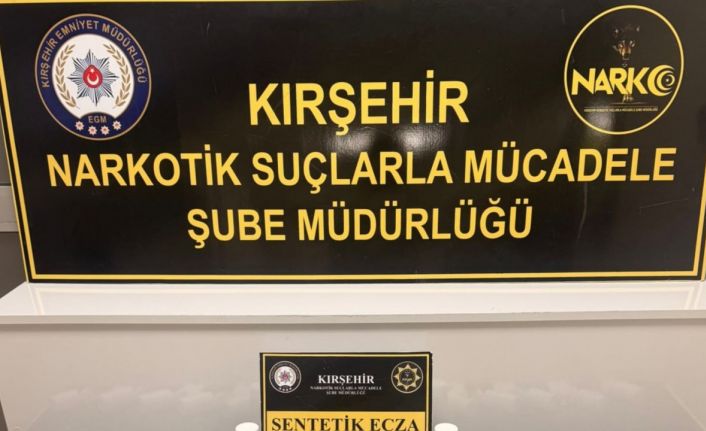 KIRŞEHİR EMNİYET MÜDÜRLÜĞÜ
EGM
NARKO
KIRŞEHİR
NARKOTİK SUÇLARLA MÜCADELE
ŞUBE MÜDÜRLÜĞÜ
KIRŞEHİR
NARKOTİK SUÇLARLA MÜCADELE
ŞUBE MÜDÜRLÜĞÜ
SENTETİK ECZA